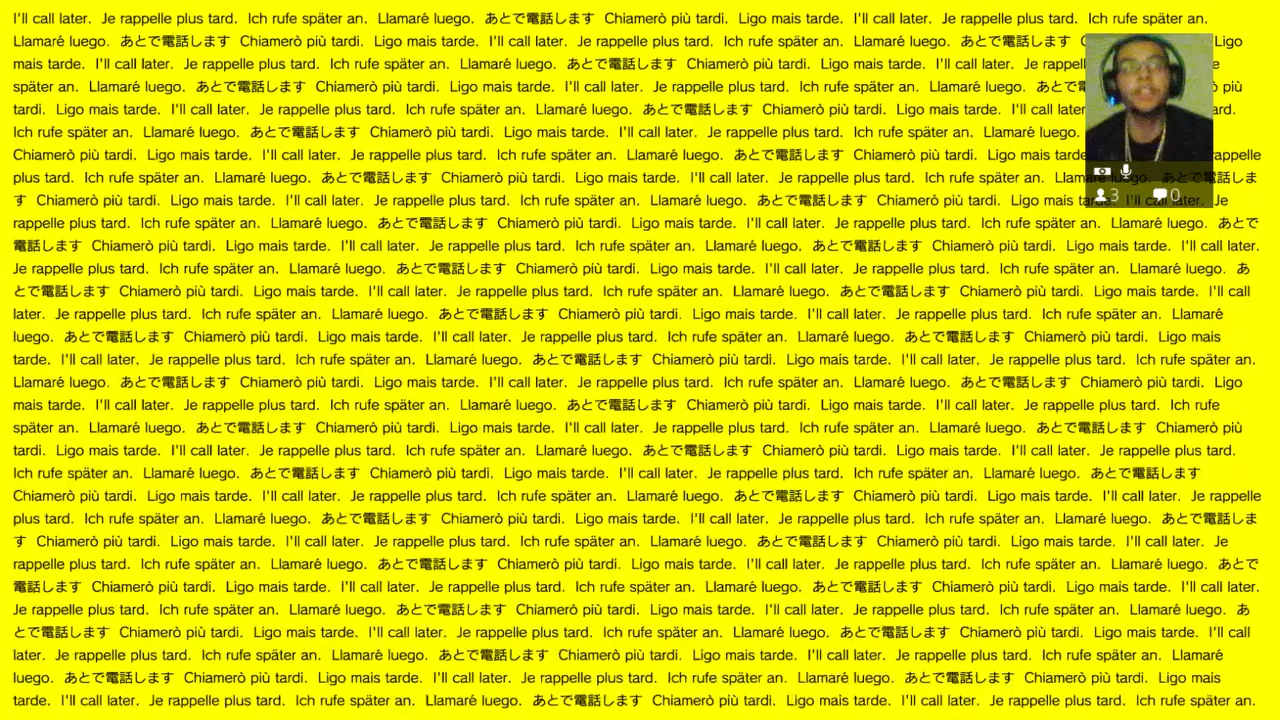 I'll call later. Je rappelle plus tard. Ich rufe später an. Llamaré luego. あとで電話します Chiamerò più tardi. Ligo mais tarde. I'll call later. Je rappelle plus tard. Ich rufe später an.
Llamaré luego. あとで電話します Chiamerò più tardi. Ligo mais tarde. I'll call later. Je rappelle plus tard. Ich rufe später an. Llamaré luego. あとで電話します Ligo
mais tarde. I'll call later. Je rappelle plus tard. Ich rufe später an. Llamaré luego. あとで電話します Chiamerò più tardi. Ligo mais tarde. I'll call later. Je
später an. Llamaré luego. あとで電話します Chiamerò più tardi. Ligo mais tarde. I'll call later. Je rappelle plus tard. Ich rufe später an. Llamaré luego. più
tardi. Ligo mais tarde. I'll call later. Je rappelle plus tard. Ich rufe später an. Llamaré luego. あとで電話します Chiamerò più tardi. Ligo mais tarde. I'll call
Ich rufe später an. Llamaré luego. あとで電話します Chiamerò più tardi. Ligo mais tarde. I'll call later. Je rappelle plus tard. Ich rufe später an. Llamaré luego.
Chiamerò più tardi. Ligo mais tarde. I'll call later. Je rappelle plus tard. Ich rufe später an. Llamaré luego. あとで電話します Chiamerò più tardi. Ligo mais
plus tard. Ich rufe später an. Llamaré luego. あとで電話します Chiamerò più tardi. Ligo mais tarde. I'll call later. Je rappelle plus tard. Ich rufe später an. Llamaré luego. あとで電話しま
す Chiamerò più tardi. Ligo mais tarde. I'll call later. Je rappelle plus tard. Ich rufe später an. Llamaré luego. あとで電話します Chiamerò più tardi. Ligo mais tarde. I'll call later. Je
3 0
rappelle plus tard. Ich rufe später an. Llamaré luego. あとで電話します Chiamerò più tardi. Ligo mais tarde. I'll call later. Je rappelle plus tard. Ich rufe später an. Llamaré luego. あとで
電話します Chiamerò più tardi. Ligo mais tarde. I'll call later. Je rappelle plus tard. Ich rufe später an. Llamaré luego. あとで電話します Chiamerò più tardi. Ligo mais tarde. I'll call later.
Je rappelle plus tard. Ich rufe später an. Llamaré luego. あとで電話します Chiamerò più tardi. Ligo mais tarde. I'll call later. Je rappelle plus tard. Ich rufe später an. Llamaré luego. あ
とで電話します Chiamerò più tardi. Ligo mais tarde. I'll call later. Je rappelle plus tard. Ich rufe später an. Llamaré luego. あとで電話します Chiamerò più tardi. Ligo mais tarde. I'll call
later. Je rappelle plus tard. Ich rufe später an. Llamaré luego. あとで電話します Chiamerò più tardi. Ligo mais tarde. I'll call later. Je rappelle plus tard. Ich rufe später an. Llamaré
luego. あとで電話します Chiamerò più tardi. Ligo mais tarde. I'll call later. Je rappelle plus tard. Ich rufe später an. Llamaré luego. あとで電話します Chiamerò più tardi. Ligo mais
tarde. I'll call later. Je rappelle plus tard. Ich rufe später an. Llamaré luego. あとで電話します Chiamerò più tardi. Ligo mais tarde. I'll call later. Je rappelle plus tard. Ich rufe später an.
Llamaré luego. あとで電話します Chiamerò più tardi. Ligo mais tarde. I'll call later. Je rappelle plus tard. Ich rufe später an. Llamaré luego. あとで電話します Chiamerò più tardi. Ligo
mais tarde. I'll call later. Je rappelle plus tard. Ich rufe später an. Llamaré luego. あとで電話します Chiamerò più tardi. Ligo mais tarde. I'll call later. Je rappelle plus tard. Ich rufe
später an. Llamaré luego. あとで電話します Chiamerò più tardi. Ligo mais tarde. I'll call later. Je rappelle plus tard. Ich rufe später an. Llamaré luego. あとで電話します Chiamerò più
tardi. Ligo mais tarde. I'll call later. Je rappelle plus tard. Ich rufe später an. Llamaré luego. あとで電話します Chiamerò più tardi. Ligo mais tarde. I'll call later. Je rappelle plus tard.
Ich rufe später an. Llamaré luego. あとで電話します Chiamerò più tardi. Ligo mais tarde. I'll call later. Je rappelle plus tard. Ich rufe später an. Llamaré luego. あとで電話します
Chiamerò più tardi. Ligo mais tarde. I'll call later. Je rappelle plus tard. Ich rufe später an. Llamaré luego. あとで電話します Chiamerò più tardi. Ligo mais tarde. I'll call later. Je rappelle
plus tard. Ich rufe später an. Llamaré luego. あとで電話します Chiamerò più tardi. Ligo mais tarde. I'll call later. Je rappelle plus tard. Ich rufe später an. Llamaré luego. あとで電話しま
す Chiamerò più tardi. Ligo mais tarde. I'll call later. Je rappelle plus tard. Ich rufe später an. Llamaré luego. あとで電話します Chiamerò più tardi. Ligo mais tarde. I'll call later. Je
rappelle plus tard. Ich rufe später an. Llamaré luego. あとで電話します Chiamerò più tardi. Ligo mais tarde. I'll call later. Je rappelle plus tard. Ich rufe später an. Llamaré luego. あとで
電話します Chiamerò più tardi. Ligo mais tarde. I'll call later. Je rappelle plus tard. Ich rufe später an. Llamaré luego. あとで電話します Chiamerò più tardi. Ligo mais tarde. I'll call later.
Je rappelle plus tard. Ich rufe später an. Llamaré luego. あとで電話します Chiamerò più tardi. Ligo mais tarde. I'll call later. Je rappelle plus tard. Ich rufe später an. Llamaré luego. あ
とで電話します Chiamerò più tardi. Ligo mais tarde. I'll call later. Je rappelle plus tard. Ich rufe später an. Llamaré luego. あとで電話します Chiamerò più tardi. Ligo mais tarde. I'll call
later. Je rappelle plus tard. Ich rufe später an. Llamaré luego. あとで電話します Chiamerò più tardi. Ligo mais tarde. I'll call later. Je rappelle plus tard. Ich rufe später an. Llamaré
luego. あとで電話します Chiamerò più tardi. Ligo mais tarde. I'll call later. Je rappelle plus tard. Ich rufe später an. Llamaré luego. あとで電話します Chiamerò più tardi. Ligo mais
tarde. I'll call later. Je rappelle plus tard. Ich rufe später an. Llamaré luego. あとで電話します Chiamerò più tardi. Ligo mais tarde. I'll call later. Je rappelle plus tard. Ich rufe später an.